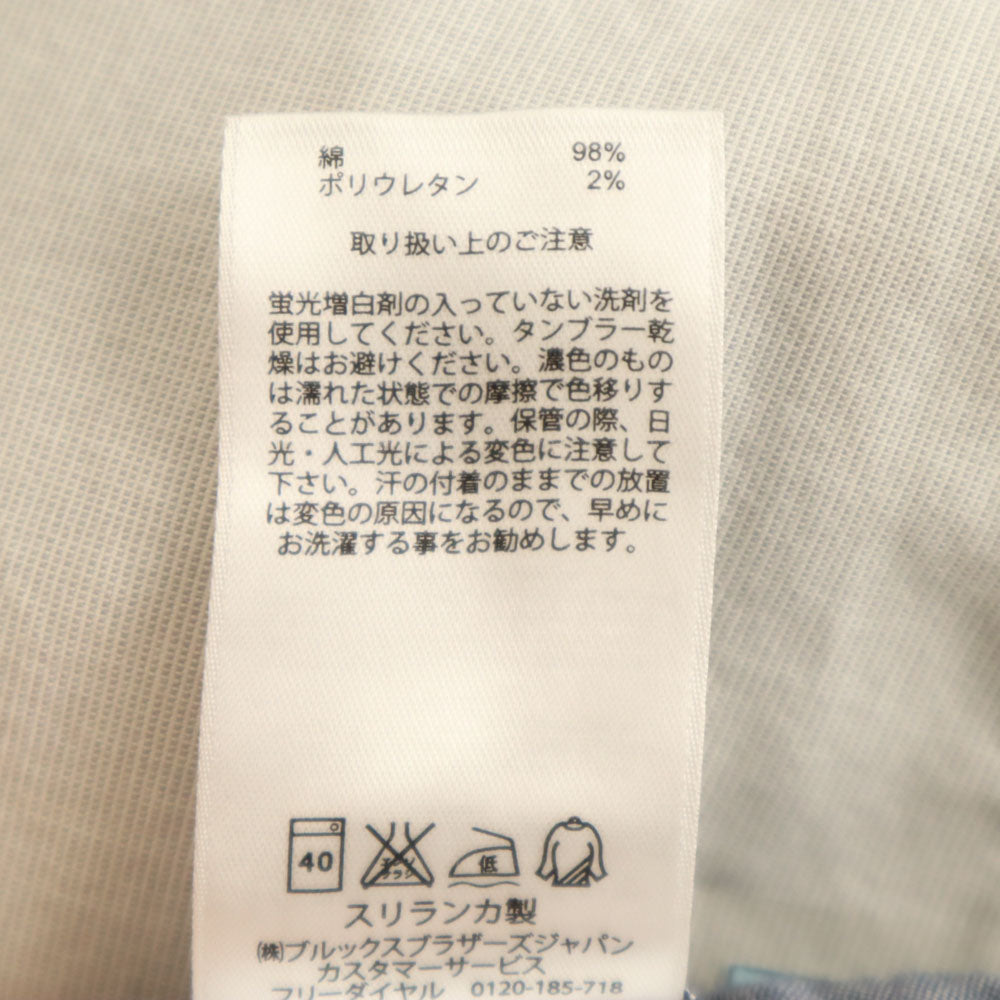 綿 98%
ポリウレタン 2%
取り扱い上のご注意
蛍光増白剤の入っていない洗剤を
使用してください。タンブラー乾
燥はお避けください。濃色のもの
は濡れた状態での摩擦で色移りす
ることがあります。保管の際、日
光・人工光による変色に注意して
下さい。汗の付着のままでの放置
は変色の原因になるので、早めに
お洗濯する事をお勧めします。
40 低
スリランカ製
㈱ブルックスブラザーズジャパン
カスタマーサービス
フリーダイヤル 0120-185-718